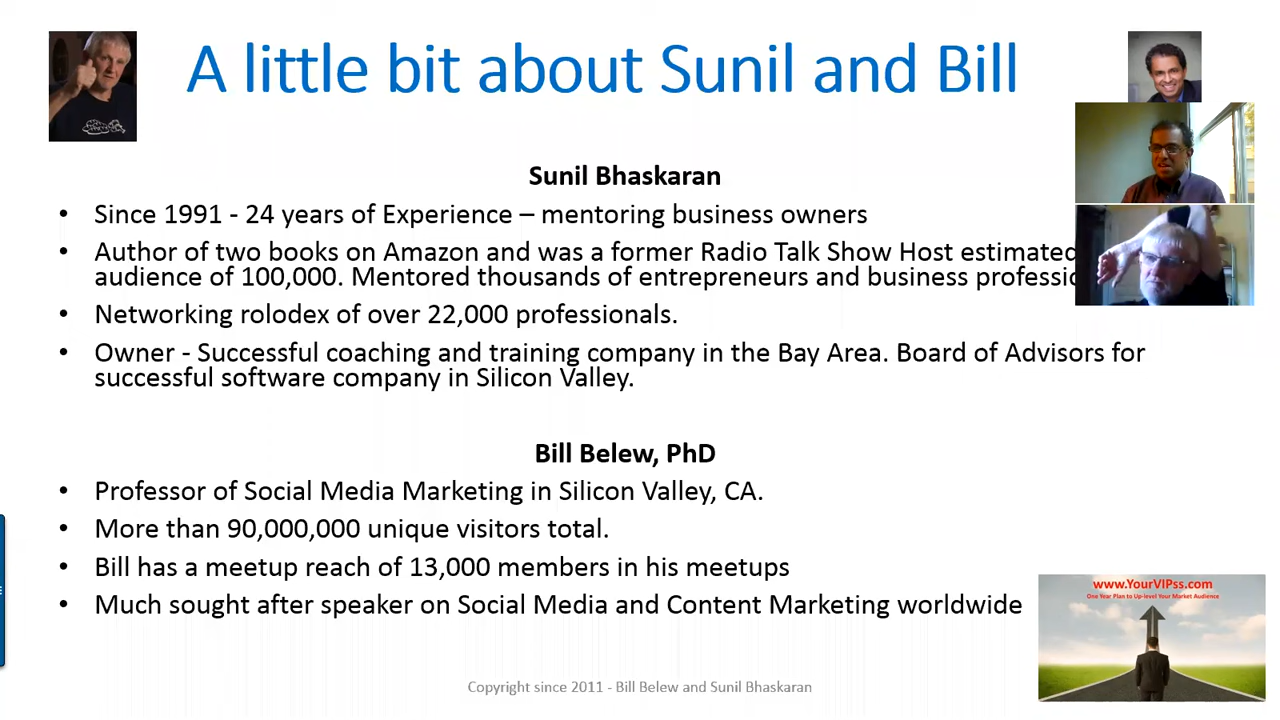 A little bit about Sunil and Bill
Sunil Bhaskaran
• Since 1991 - 24 years of Experience – mentoring business owners
• Author of two books on Amazon and was a former Radio Talk Show Host estimated
audience of 100,000. Mentored thousands of entrepreneurs and business
• Networking rolodex of over 22,000 professionals.
• Owner - Successful coaching and training company in the Bay Area. Board of Advisors for
successful software company in Silicon Valley.
Bill Belew, PhD
• Professor of Social Media Marketing in Silicon Valley, CA.
• More than 90,000,000 unique visitors total.
• Bill has a meetup reach of 13,000 members in his meetups
• Much sought after speaker on Social Media and Content Marketing worldwide
www.YourVIPss.com
One Year Plan to Up-level Your Market Audience
Copyright since 2011 - Bill Belew and Sunil Bhaskaran